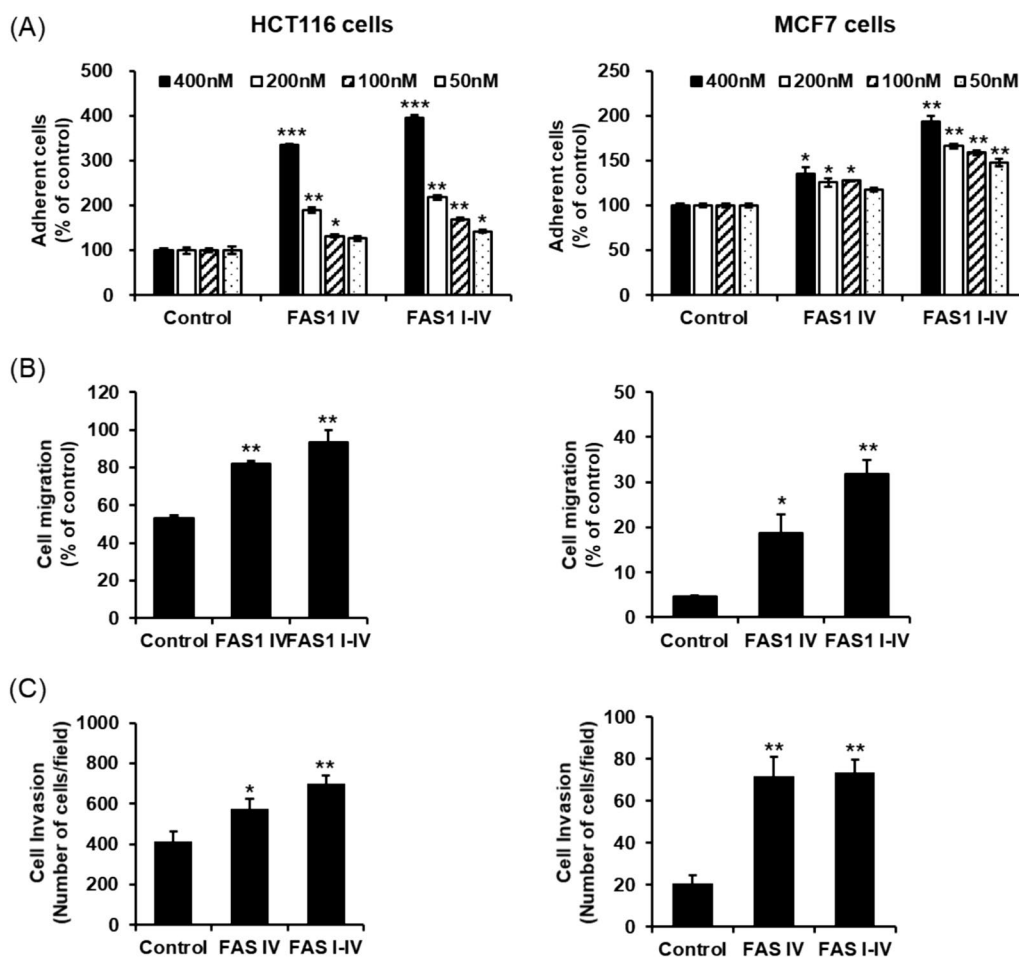 (A)
HCT116 cells
MCF7 cells
Adherent cells
(% of control)
500
400
300
200
100
0
400nM 200nM 100nM 50nM
***
**
*
***
**
**
*
Control FAS1 IV FAS1 I-IV
Adherent cells
(% of control)
250
200
150
100
50
0
400nM 200nM 100nM 50nM
*
*
*
**
**
**
**
Control FAS1 IV FAS1 I-IV
(B)
Cell migration
(% of control)
120
100
80
60
40
20
0
**
**
Control FAS1 IV FAS1 I-IV
Cell migration
(% of control)
50
40
30
20
10
0
*
**
Control FAS1 IV FAS1 I-IV
(C)
Cell Invasion
(Number of cells/field)
1000
800
600
400
200
0
*
**
Control FAS IV FAS I-IV
Cell Invasion
(Number of cells/field)
100
80
60
40
20
0
**
**
Control FAS IV FAS I-IV